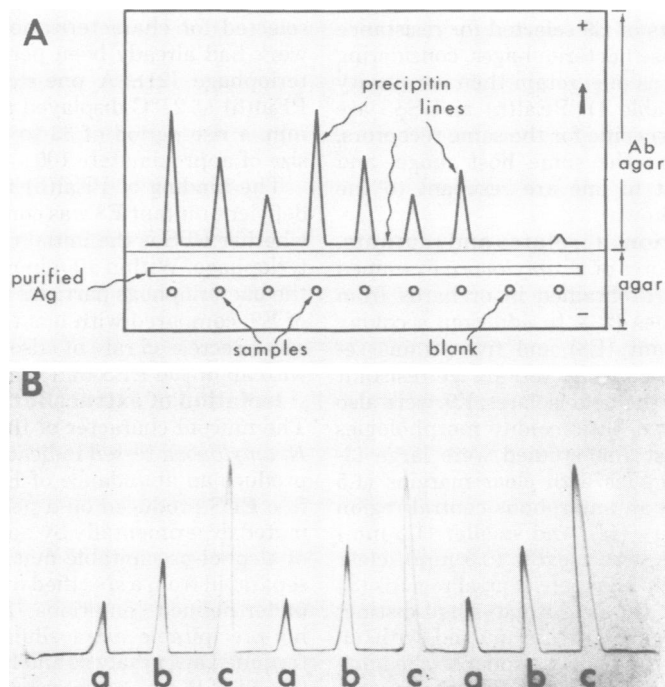 A
+
precipitin
lines
Ab
agar
purified
Ag
agar
−
samples
blank
B
a b c a b c a b c